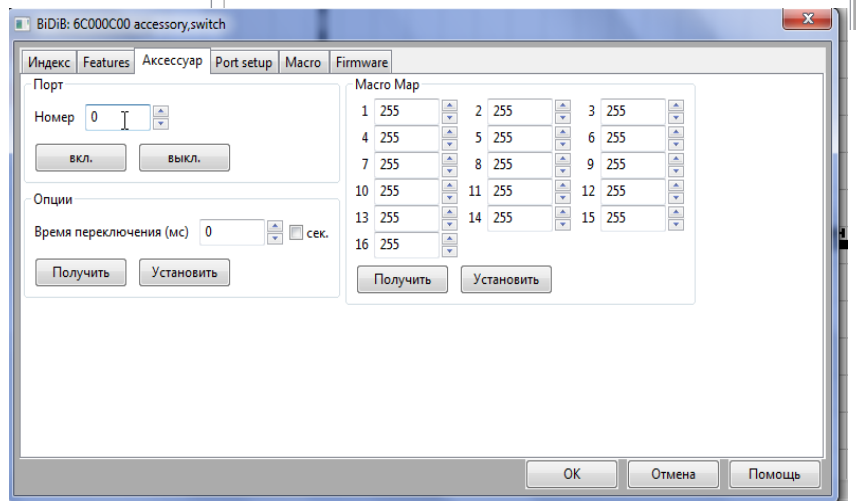 BiDiB: 6C000C00 accessory,switch
Индекс Features Аксессуар Port setup Macro Firmware
Порт
Номер 0
вкл. выкл.
Опции
Время переключения (мс) 0 сек.
Получить Установить
Macro Map
1 255 2 255 3 255
4 255 5 255 6 255
7 255 8 255 9 255
10 255 11 255 12 255
13 255 14 255 15 255
16 255
Получить Установить
OK Отмена Помощь